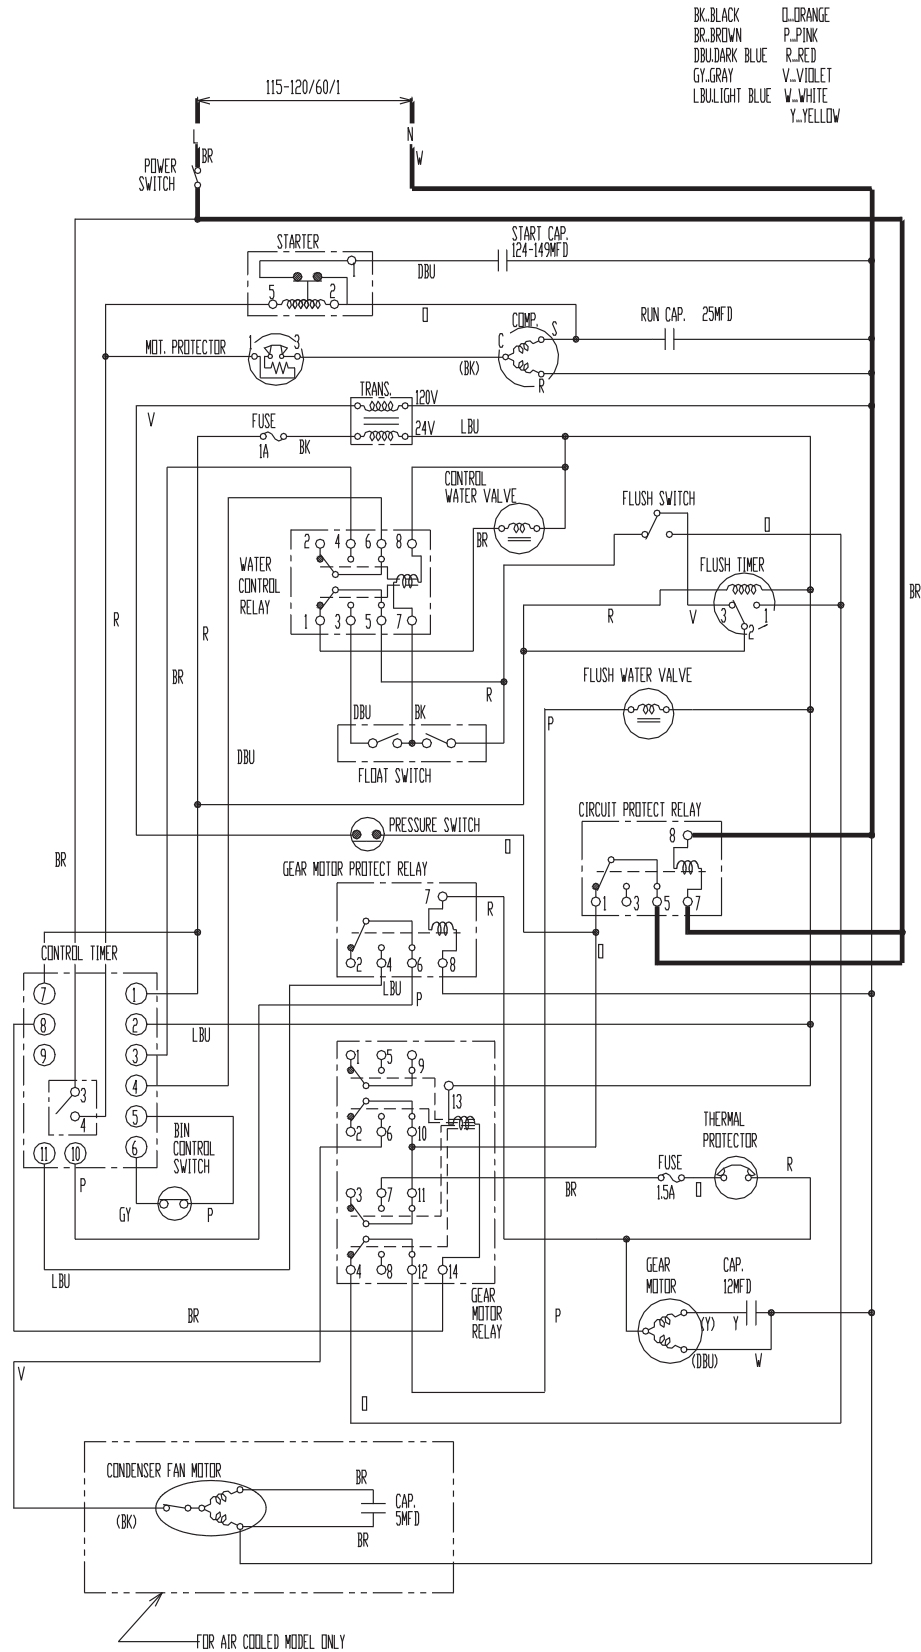 BK..BLACK O...ORANGE
BR..BROWN P...PINK
DBU.DARK BLUE R...RED
GY.GRAY V...VIOLET
LBU.LIGHT BLUE W...WHITE
Y...YELLOW
115-120/60/1
L N
BR W
POWER
SWITCH
STARTER
START CAP.
124-149MFD
1
DBU
5 2
O
COMP.
S
RUN CAP. 25MFD
MOT. PROTECTOR
1 3
C
(BK)
R
TRANS.
120V
V
FUSE
24V
LBU
1A
BK
CONTROL
WATER VALVE
FLUSH SWITCH
O
BR
2 4 6 8
WATER
CONTROL
RELAY
FLUSH TIMER
BR
1 3 5 7
R
R
R
V
3 1
2
BR
R
FLUSH WATER VALVE
DBU BK
P
DBU
FLOAT SWITCH
CIRCUIT PROTECT RELAY
PRESSURE SWITCH
O
8
BR
GEAR MOTOR PROTECT RELAY
7
R
1 3 5 7
CONTROL TIMER
O
2 4 6 8
LBU
P
7 1
8 2
LBU
9 3
1 5 9
3 4
13
4 5
2 6 10
BIN
CONTROL
SWITCH
THERMAL
PROTECTOR
11 10 6
FUSE
R
P
1.5A
O
BR
3 7 11
GY P
LBU
4 8 12 14
GEAR
MOTOR
CAP.
12MFD
GEAR
MOTOR
RELAY
BR
P
(Y) Y
(DBU) W
V
O
CONDENSER FAN MOTOR
BR
CAP.
5MFD
(BK)
BR
FOR AIR COOLED MODEL ONLY